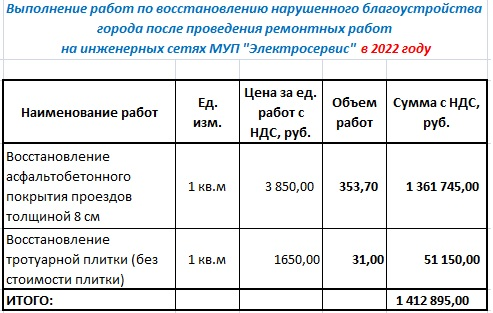 Выполнение работ по восстановлению нарушенного благоустройства
города после проведения ремонтных работ
на инженерных сетях МУП "Электросервис" в 2022 году
Наименование работ
Ед.
изм.
Цена за ед.
работ с
НДС, руб.
Объем
работ
Сумма с НДС,
руб.
Восстановление
асфальтобетонного
покрытия проездов
толщиной 8 см
1 кв.м
3 850,00
353,70
1 361 745,00
Восстановление
тротуарной плитки (без
стоимости плитки)
1 кв.м
1650,00
31,00
51 150,00
ИТОГО:
1 412 895,00